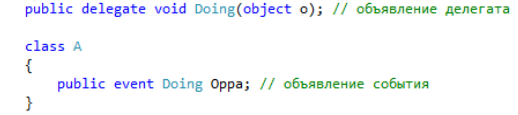 public delegate void Doing(object o); // объявление делегата
class A
{
public event Doing Oppa; // объявление события
}